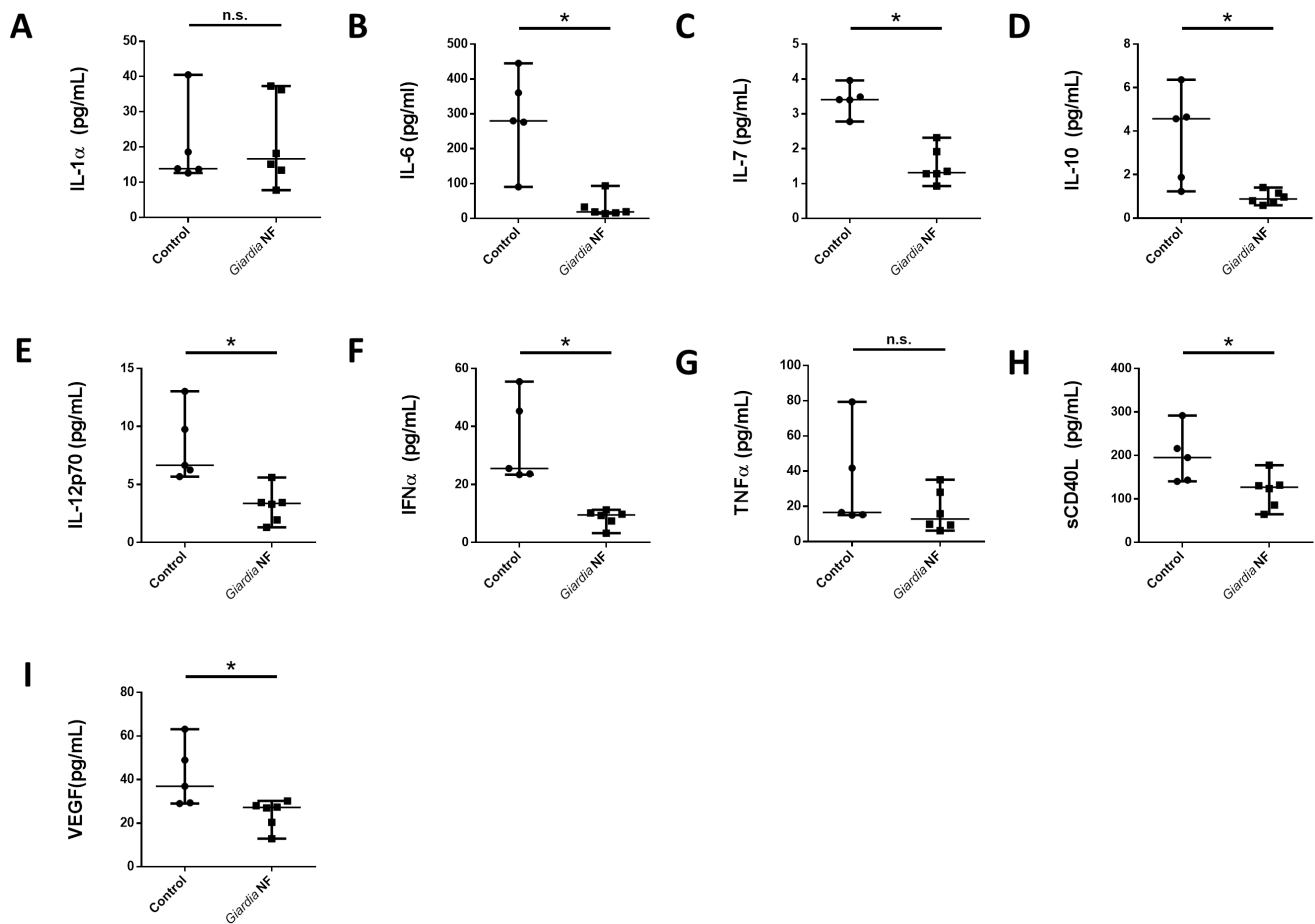 A
n.s.
IL-1α (pg/mL)
50
40
30
20
10
0
Control
Giardia NF
B
*
IL-6 (pg/ml)
500
400
300
200
100
0
Control
Giardia NF
C
*
IL-7 (pg/mL)
5
4
3
2
1
0
Control
Giardia NF
D
*
IL-10 (pg/mL)
8
6
4
2
0
Control
Giardia NF
E
*
IL-12p70 (pg/mL)
15
10
5
0
Control
Giardia NF
F
*
IFNα (pg/mL)
60
40
20
0
Control
Giardia NF
G
n.s.
TNFα (pg/mL)
100
80
60
40
20
0
Control
Giardia NF
H
*
sCD40L (pg/mL)
400
300
200
100
0
Control
Giardia NF
I
*
VEGF(pg/mL)
80
60
40
20
0
Control
Giardia NF